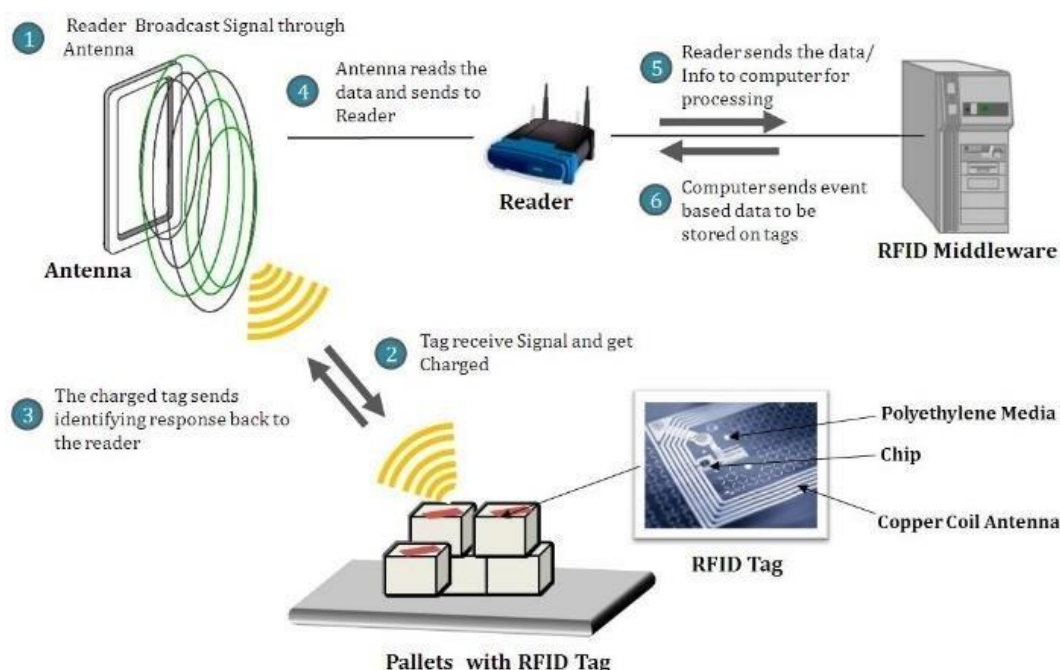 1
Reader Broadcast Signal through
Antenna
4
Antenna reads the
data and sends to
Reader
5
Reader sends the data/
Info to computer for
processing
Reader
6
Computer sends event
based data to be
stored on tags
RFID Middleware
Antenna
2
Tag receive Signal and get
Charged
3
The charged tag sends
identifying response back to
the reader
Polyethylene Media
Chip
Copper Coil Antenna
RFID Tag
Pallets with RFID Tag